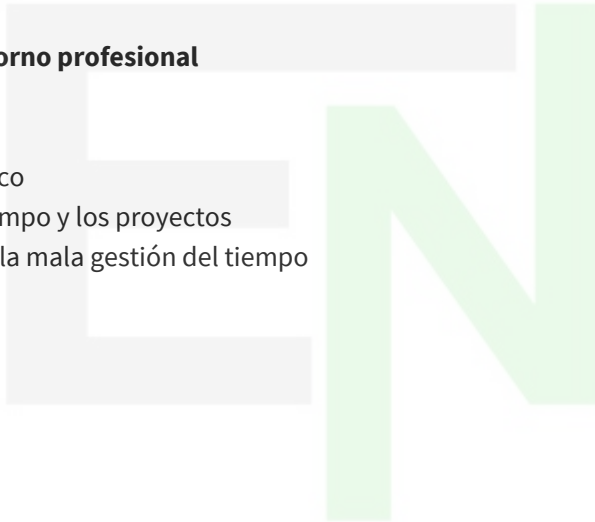 orno profesional
co
mpo y los proyectos
la mala gestión del tiempo